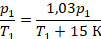 p₁/T₁ = 1,03p₁/(T₁ + 15 K)